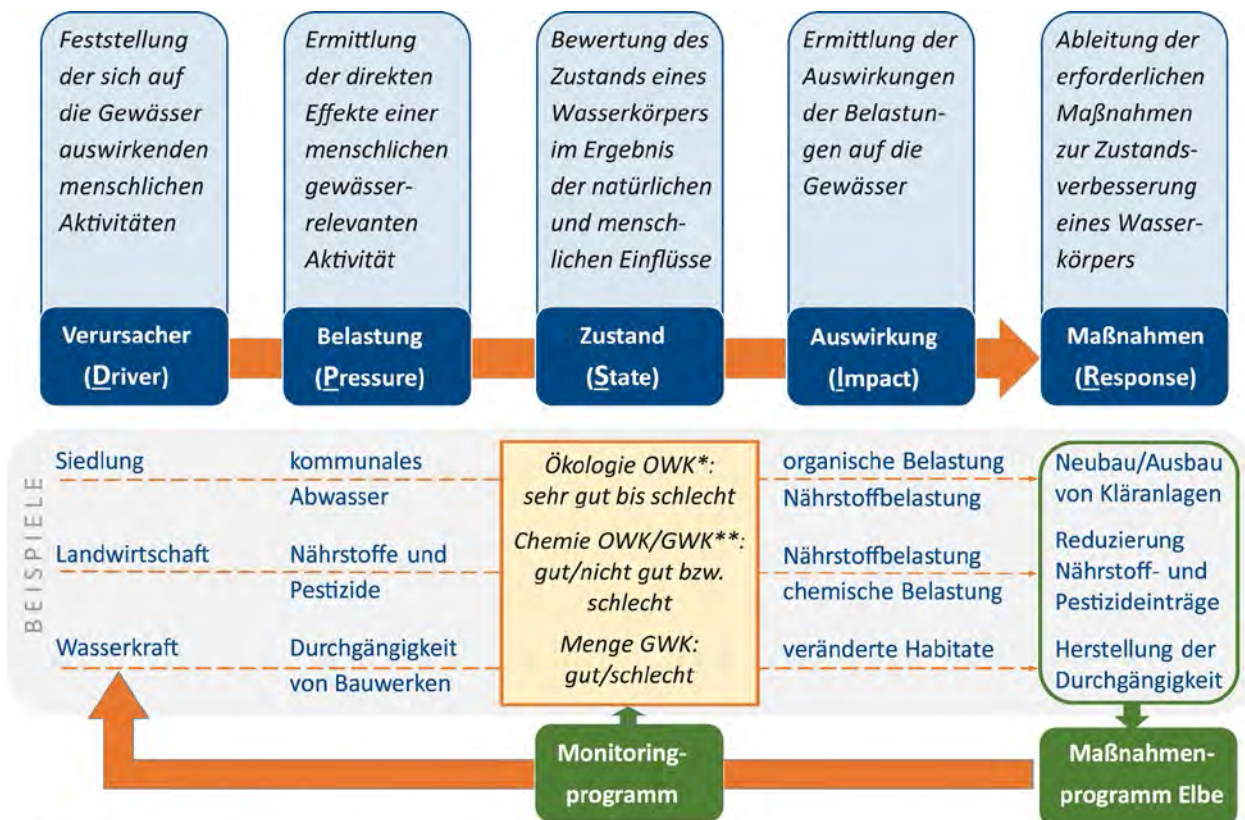 Feststellung
der sich auf
die Gewässer
auswirkenden
menschlichen
Aktivitäten
Ermittlung
der direkten
Effekte einer
menschlichen
gewässer-
relevanten
Aktivität
Bewertung des
Zustands eines
Wasserkörpers
im Ergebnis
der natürlichen
und mensch-
lichen Einflüsse
Ermittlung der
Auswirkungen
der Belastun-
gen auf die
Gewässer
Ableitung der
erforderlichen
Maßnahmen
zur Zustands-
verbesserung
eines Wasser-
körpers
Verursacher
(Driver)
Belastung
(Pressure)
Zustand
(State)
Auswirkung
(Impact)
Maßnahmen
(Response)
BEISPIELE
Siedlung
kommunales
Abwasser
Ökologie OWK*:
sehr gut bis schlecht
organische Belastung
Nährstoffbelastung
Neubau/Ausbau
von Kläranlagen
Landwirtschaft
Nährstoffe und
Pestizide
Chemie OWK/GWK**:
gut/nicht gut bzw.
schlecht
Nährstoffbelastung
chemische Belastung
Reduzierung
Nährstoff- und
Pestizideinträge
Wasserkraft
Durchgängigkeit
von Bauwerken
Menge GWK:
gut/schlecht
veränderte Habitate
Herstellung der
Durchgängigkeit
Monitoring-
programm
Maßnahmen-
programm Elbe